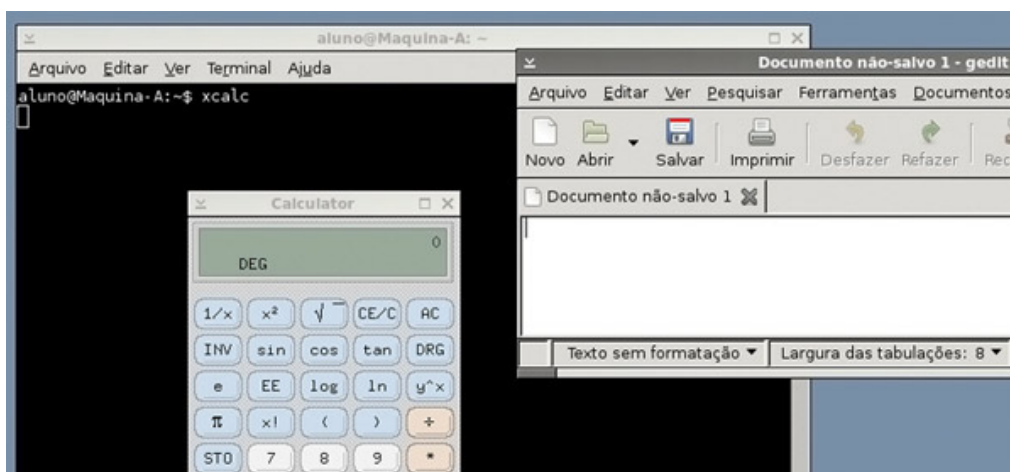 aluno@Maquina-A: ~
Arquivo Editar Ver Terminal Ajuda
aluno@Maquina-A:~$ xcalc
Documento não-salvo 1 - gedit
Arquivo Editar Ver Pesquisar Ferramentas Documentos
Novo Abrir Salvar Imprimir Desfazer Refazer
Documento não-salvo 1
Texto sem formatação Largura das tabulações: 8
Calculator
0
DEG
1/x x² √ CE/C AC
INV sin cos tan DRG
e EE log ln y^x
π x! ( ) ÷
STO 7 8 9 *